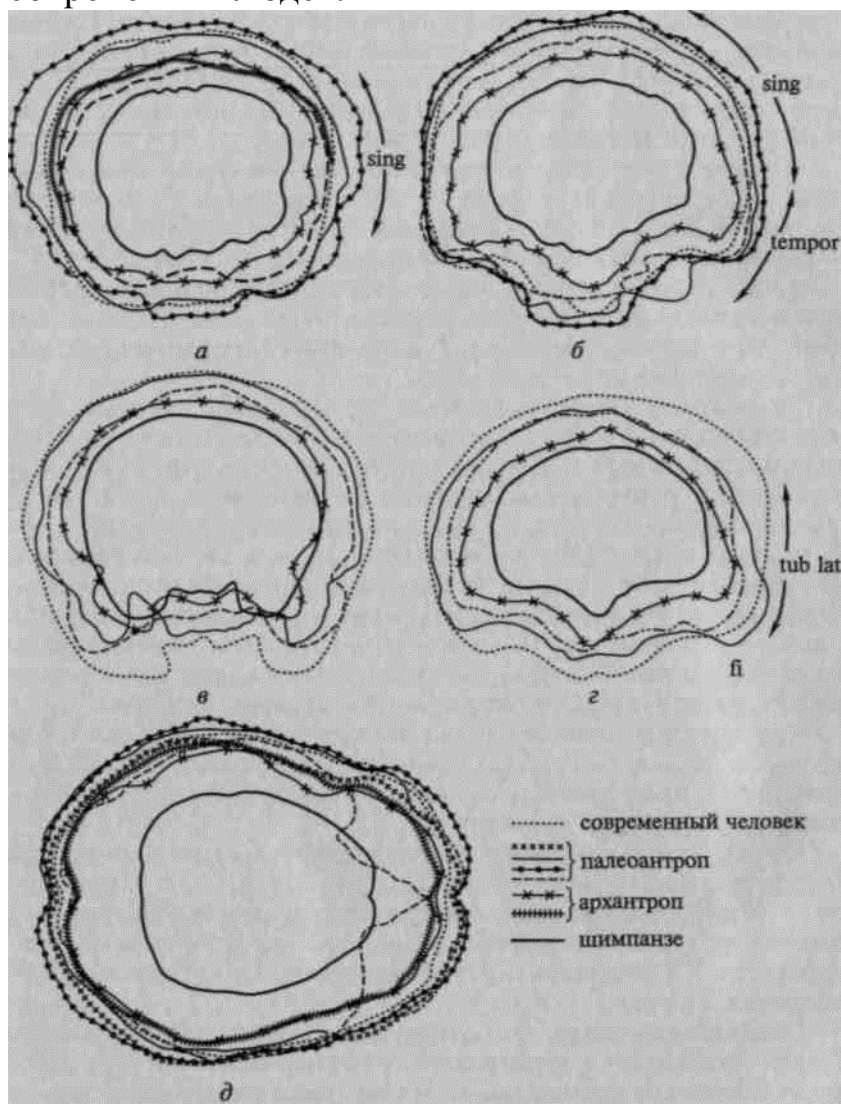 sing
sing
tempor
а
б
tub lat
fi
в
г
современный человек
палеоантроп
архантроп
шимпанзе
д